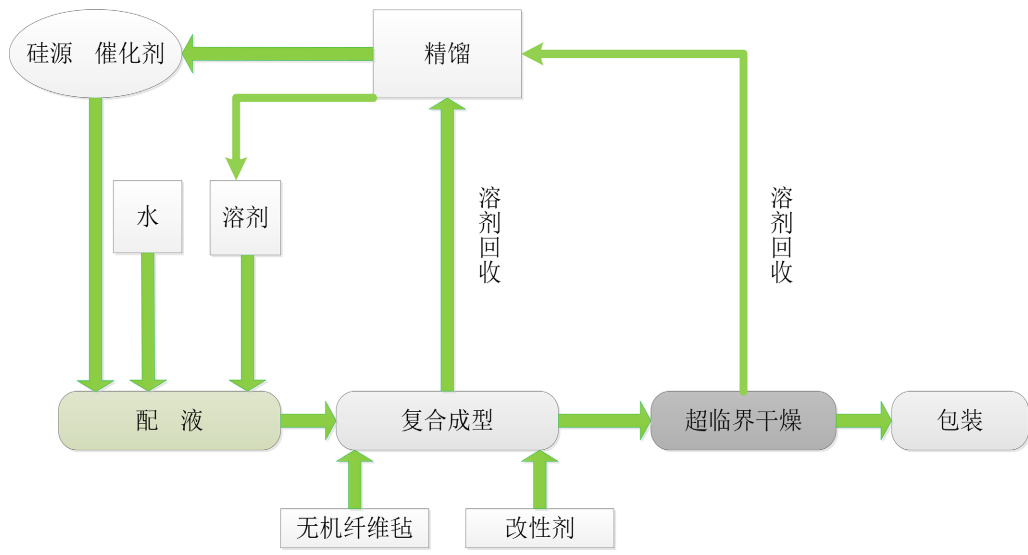 硅源 催化剂
精馏
水
溶剂
溶剂回收
溶剂回收
配 液
复合成型
超临界干燥
包装
无机纤维毡
改性剂